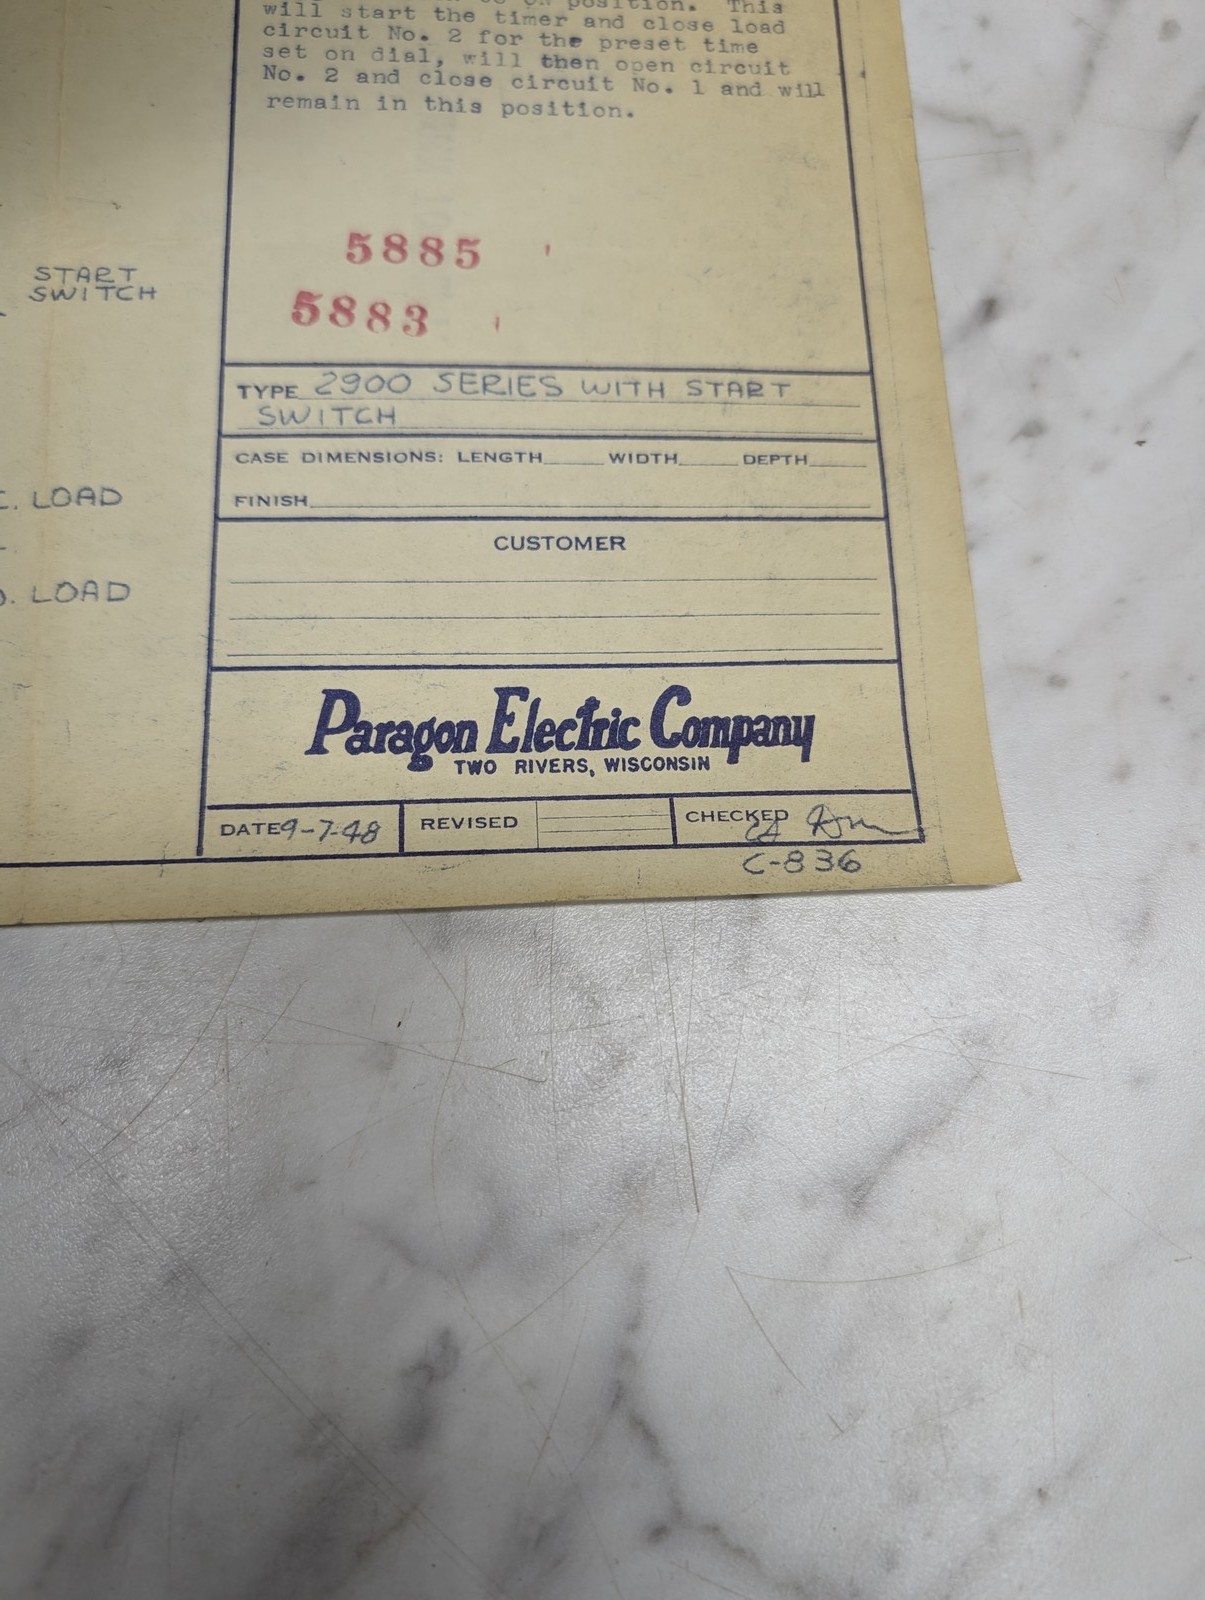 position. This
will start the timer and close load
circuit No. 2 for the preset time
set on dial, will then open circuit
No. 2 and close circuit No. 1 and will
remain in this position.
5885
5883
START
SWITCH
TYPE 2900 SERIES WITH START
SWITCH
CASE DIMENSIONS: LENGTH WIDTH DEPTH
FINISH
. LOAD
. LOAD
CUSTOMER
Paragon Electric Company
TWO RIVERS, WISCONSIN
DATE 9-7-48 REVISED CHECKED
C-836